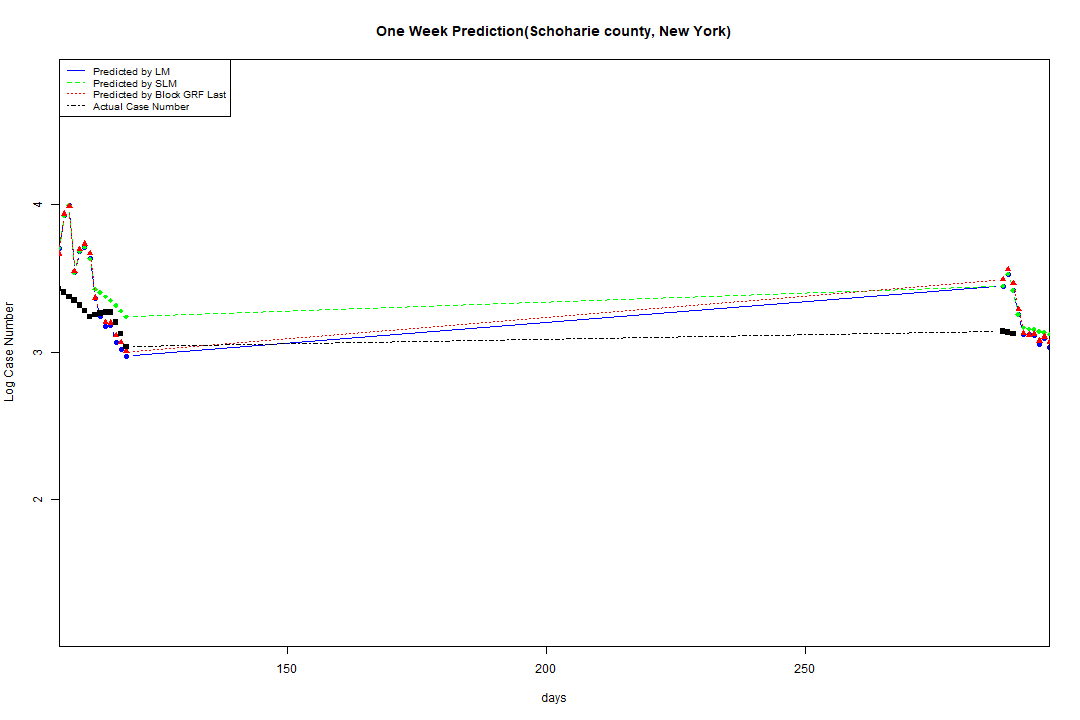 One Week Prediction(Schoharie county, New York)
Predicted by LM
Predicted by SLM
Predicted by Block GRF Last
Actual Case Number
Log Case Number
4
3
2
150
200
250
days